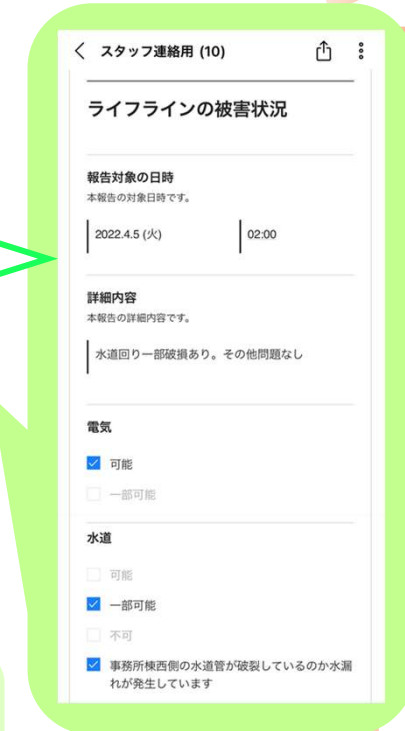 スタッフ連絡用 (10)
ライフラインの被害状況
報告対象の日時
本報告の対象日時です。
2022.4.5 (火) 02:00
詳細内容
本報告の詳細内容です。
水道回り一部破損あり。その他問題なし
電気
可能
一部可能
水道
可能
一部可能
不可
事務所棟西側の水道管が破裂しているのか水漏
れが発生しています